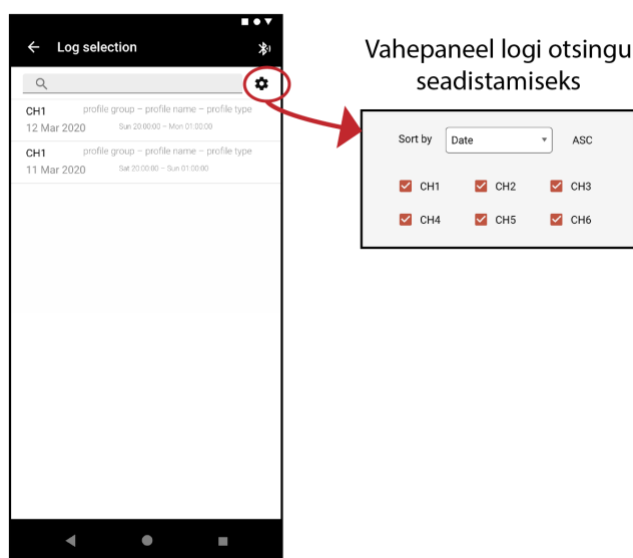 Log selection
CH1 profile group – profile name – profile type
12 Mar 2020 Sun 20:00:00 – Mon 01:00:00
CH1 profile group – profile name – profile type
11 Mar 2020 Sat 20:00:00 – Sun 01:00:00
Vahepaneel logi otsingu
seadistamiseks
Sort by Date ASC
CH1 CH2 CH3
CH4 CH5 CH6